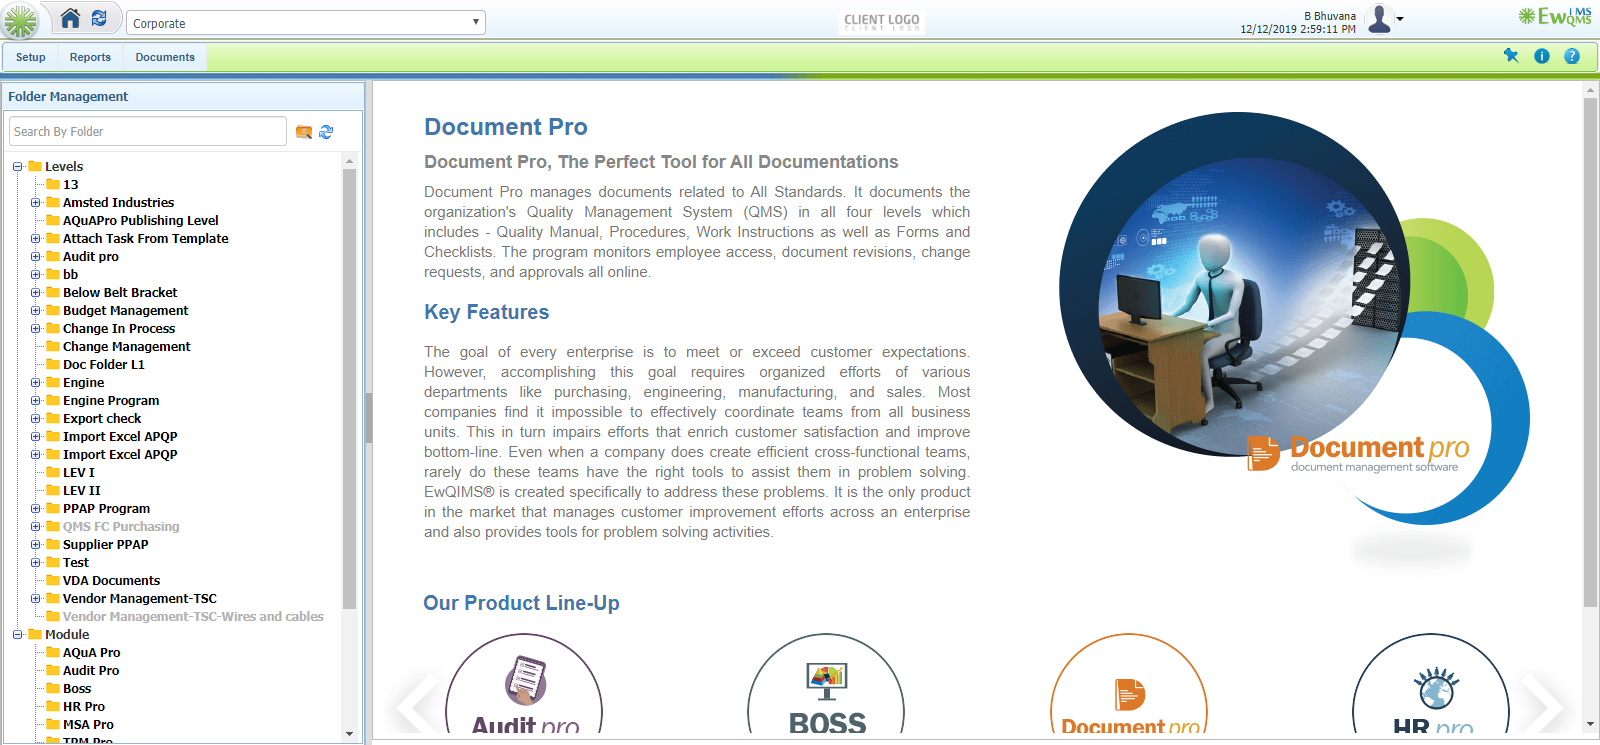 Corporate
CLIENT LOGO
CLIENT LOGO
B Bhuvana
12/12/2019 2:59:11 PM
EwQIMS
QMS
Setup
Reports
Documents
Folder Management
Search By Folder
Levels
13
Amsted Industries
AQuAPro Publishing Level
Attach Task From Template
Audit pro
bb
Below Belt Bracket
Budget Management
Change In Process
Change Management
Doc Folder L1
Engine
Engine Program
Export check
Import Excel APQP
Import Excel APQP
LEV I
LEV II
PPAP Program
QMS FC Purchasing
Supplier PPAP
Test
VDA Documents
Vendor Management-TSC
Vendor Management-TSC-Wires and cables
Module
AQuA Pro
Audit Pro
Boss
HR Pro
MSA Pro
TPM Pro
Document Pro
Document Pro, The Perfect Tool for All Documentations
Document Pro manages documents related to All Standards. It documents the
organization's Quality Management System (QMS) in all four levels which
includes - Quality Manual, Procedures, Work Instructions as well as Forms and
Checklists. The program monitors employee access, document revisions, change
requests, and approvals all online.
Key Features
The goal of every enterprise is to meet or exceed customer expectations.
However, accomplishing this goal requires organized efforts of various
departments like purchasing, engineering, manufacturing, and sales. Most
companies find it impossible to effectively coordinate teams from all business
units. This in turn impairs efforts that enrich customer satisfaction and improve
bottom-line. Even when a company does create efficient cross-functional teams,
rarely do these teams have the right tools to assist them in problem solving.
EwQIMS® is created specifically to address these problems. It is the only product
in the market that manages customer improvement efforts across an enterprise
and also provides tools for problem solving activities.
Document pro
document management software
Our Product Line-Up
Audit pro
BOSS
Document pro
HR pro